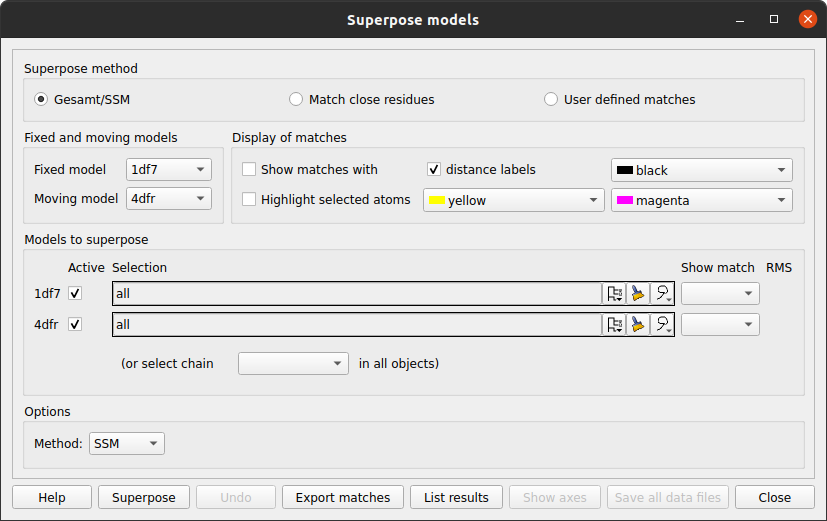 Superpose models
Superpose method
Gesamt/SSM Match close residues User defined matches
Fixed and moving models Display of matches
Fixed model 1df7 Show matches with distance labels black
Moving model 4dfr Highlight selected atoms yellow magenta
Models to superpose
Active Selection Show match RMS
1df7 all
4dfr all
(or select chain in all objects)
Options
Method: SSM
Help Superpose Undo Export matches List results Show axes Save all data files Close